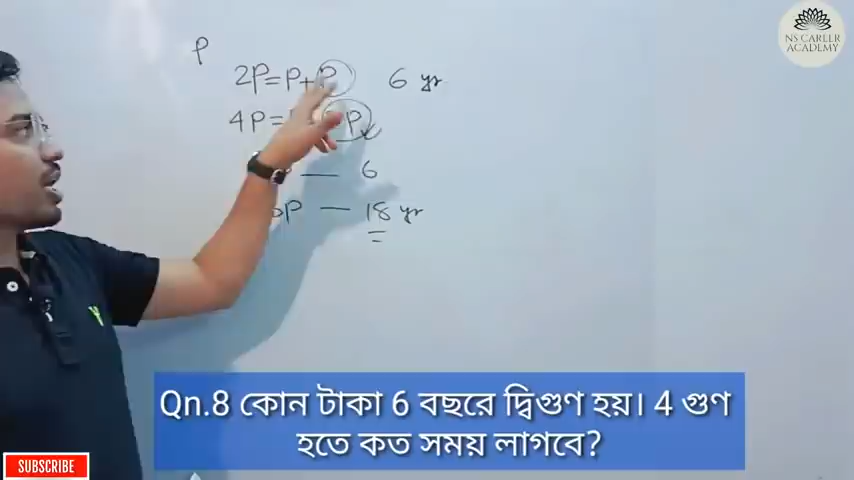 NS CAREER
ACADEMY
P
2P=P+P 6 yr
4P= P
— 6
P — 18 yr
Qn.8 কোন টাকা 6 বছরে দ্বিগুণ হয়। 4 গুণ
হতে কত সময় লাগবে?
SUBSCRIBE